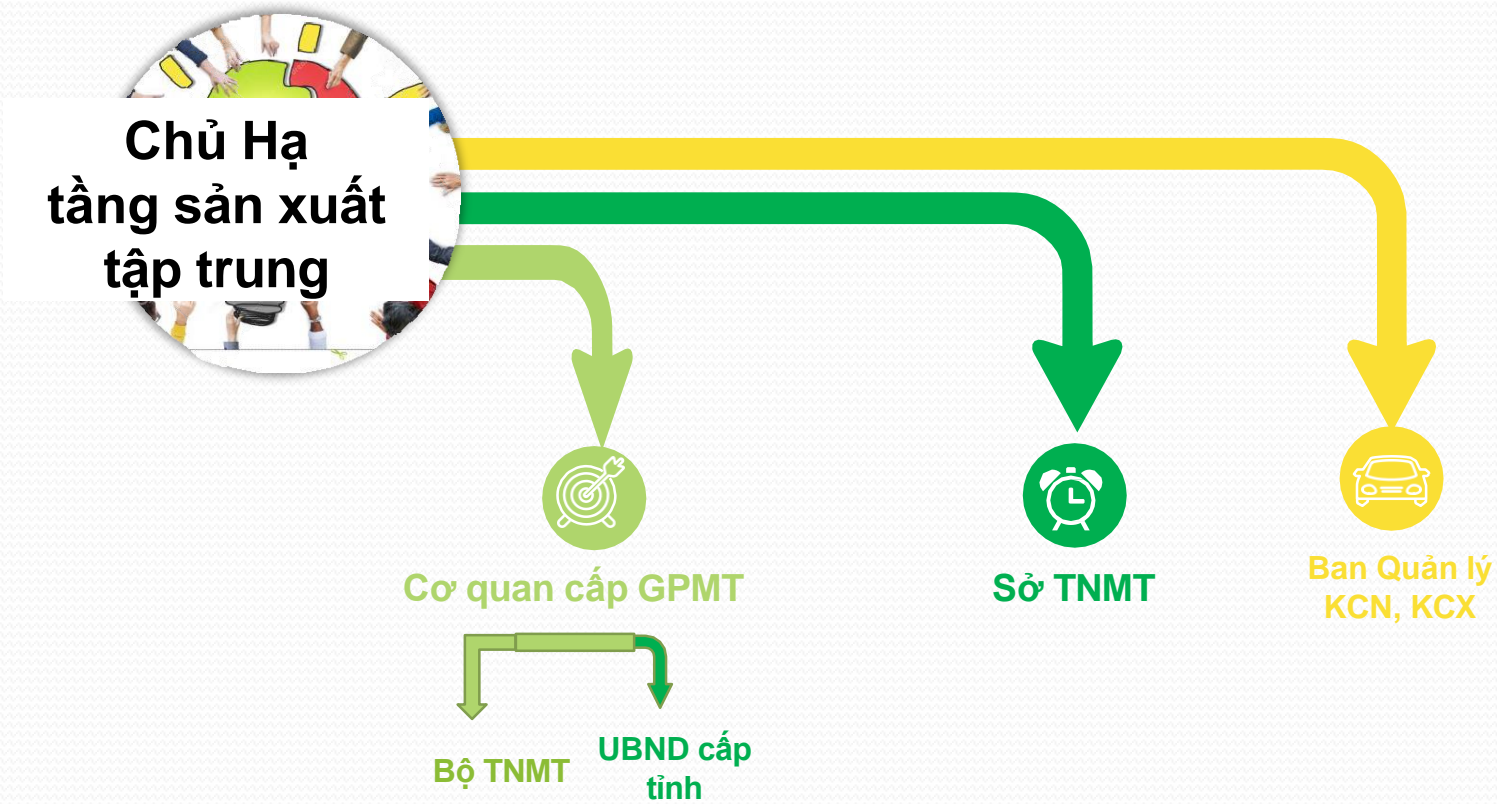 Chủ Hạ
tầng sản xuất
tập trung
Cơ quan cấp GPMT
Sở TNMT
Ban Quản lý
KCN, KCX
Bộ TNMT
UBND cấp
tỉnh